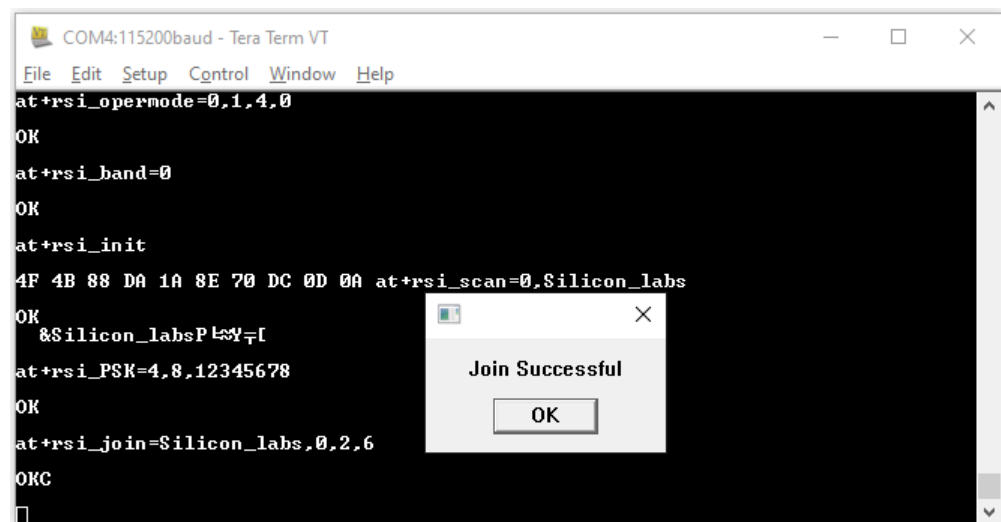 COM4:115200baud - Tera Term VT
File Edit Setup Control Window Help
at+rsi_opermode=0,1,4,0
OK
at+rsi_band=0
OK
at+rsi_init
4F 4B 88 DA 1A 8E 70 DC 0D 0A at+rsi_scan=0,Silicon_labs
OK
&Silicon_labsP
at+rsi_PSK=4,8,12345678
OK
at+rsi_join=Silicon_labs,0,2,6
OKC
Join Successful
OK